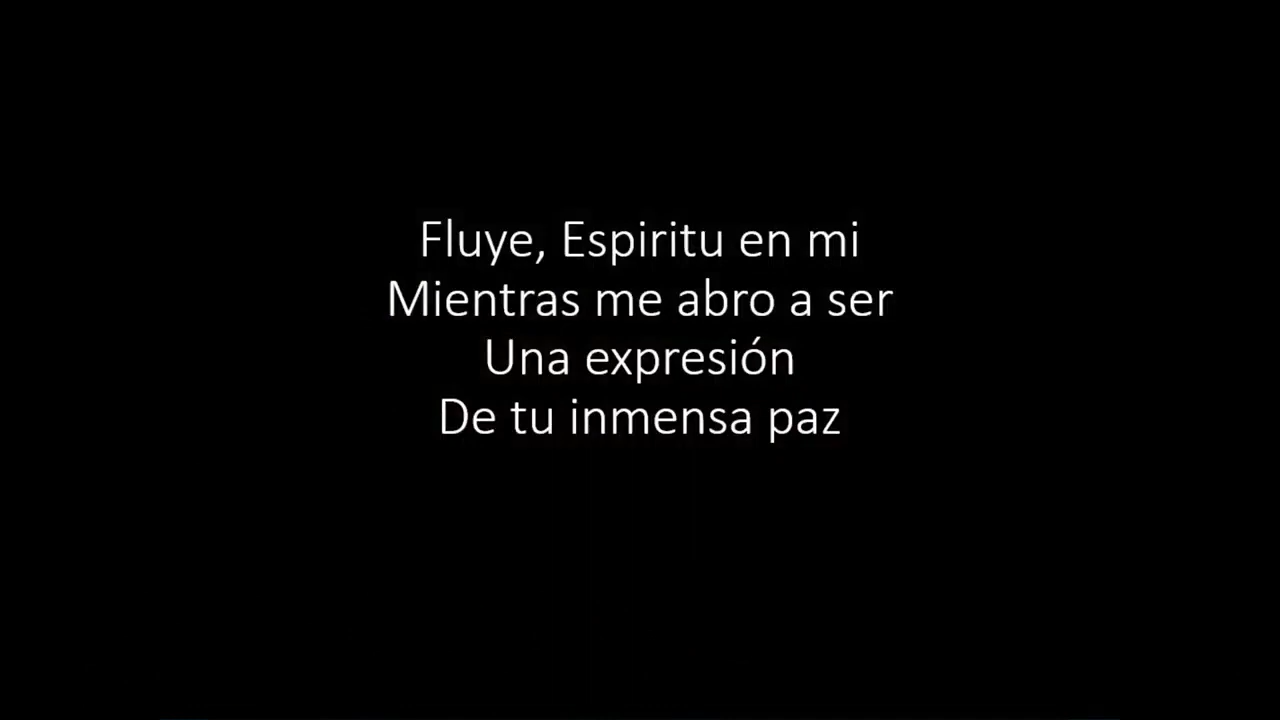 Fluye, Espiritu en mi
Mientras me abro a ser
Una expresión
De tu inmensa paz